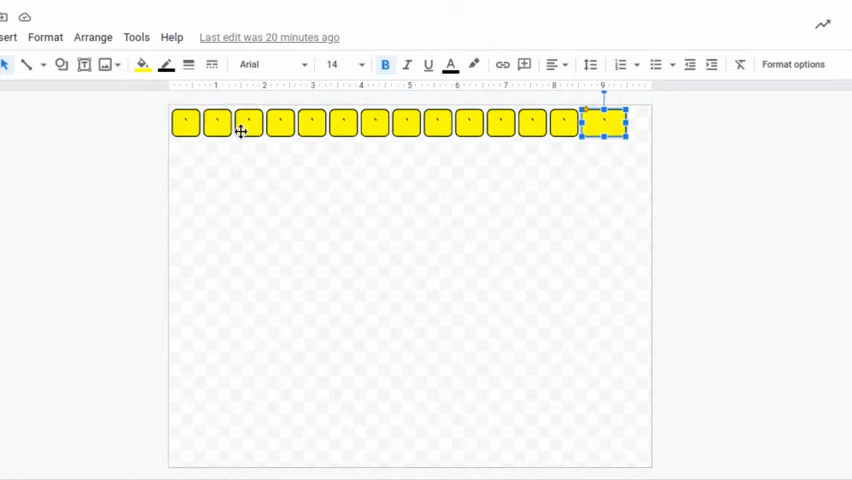 sert Format Arrange Tools Help Last edit was 20 minutes ago
A Arial 14 B I U A Format options
1 2 3 4 5 6 7 8 9
` ` ` ` ` ` ` ` ` ` ` ` ` `